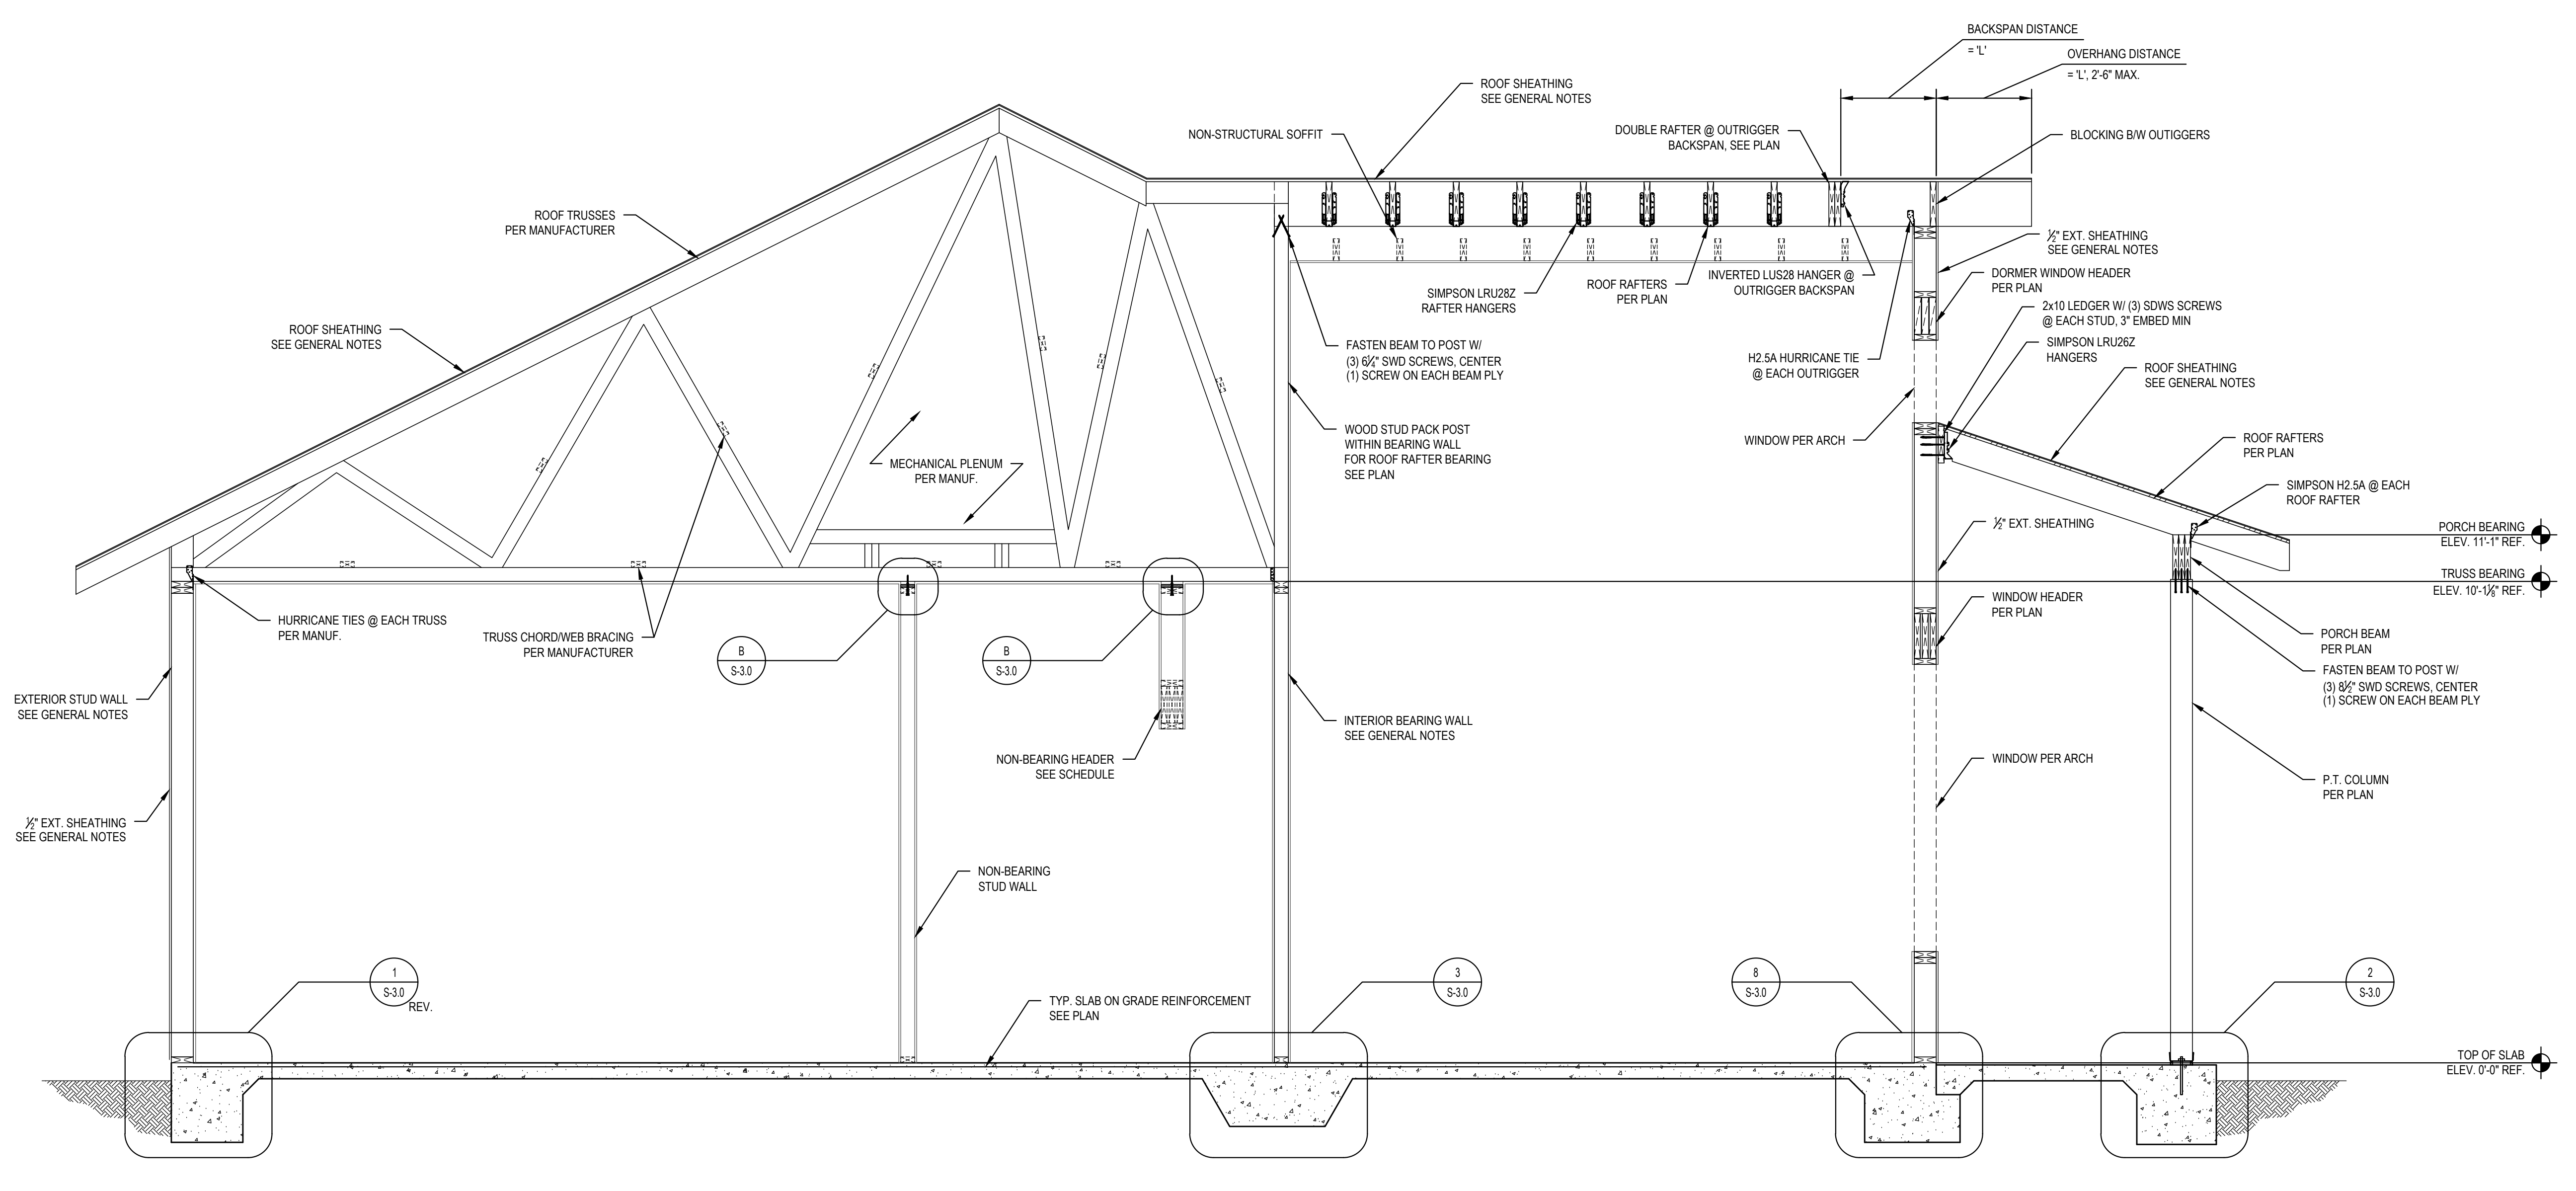 BACKSPAN DISTANCE
= 'L'
OVERHANG DISTANCE
= 'L', 2'-6" MAX.
ROOF SHEATHING
SEE GENERAL NOTES
NON-STRUCTURAL SOFFIT
DOUBLE RAFTER @ OUTRIGGER
BACKSPAN, SEE PLAN
BLOCKING B/W OUTIGGERS
ROOF TRUSSES
PER MANUFACTURER
½" EXT. SHEATHING
SEE GENERAL NOTES
INVERTED LUS28 HANGER @
OUTRIGGER BACKSPAN
DORMER WINDOW HEADER
PER PLAN
ROOF RAFTERS
PER PLAN
SIMPSON LRU28Z
RAFTER HANGERS
2x10 LEDGER W/ (3) SDWS SCREWS
@ EACH STUD, 3" EMBED MIN
ROOF SHEATHING
SEE GENERAL NOTES
FASTEN BEAM TO POST W/
(3) 6¼" SWD SCREWS, CENTER
(1) SCREW ON EACH BEAM PLY
SIMPSON LRU26Z
HANGERS
H2.5A HURRICANE TIE
@ EACH OUTRIGGER
ROOF SHEATHING
SEE GENERAL NOTES
WOOD STUD PACK POST
WITHIN BEARING WALL
FOR ROOF RAFTER BEARING
SEE PLAN
WINDOW PER ARCH
ROOF RAFTERS
PER PLAN
MECHANICAL PLENUM
PER MANUF.
SIMPSON H2.5A @ EACH
ROOF RAFTER
½" EXT. SHEATHING
PORCH BEARING
ELEV. 11'-1" REF.
TRUSS BEARING
ELEV. 10'-1⅛" REF.
HURRICANE TIES @ EACH TRUSS
PER MANUF.
TRUSS CHORD/WEB BRACING
PER MANUFACTURER
B
S-3.0
B
S-3.0
WINDOW HEADER
PER PLAN
PORCH BEAM
PER PLAN
FASTEN BEAM TO POST W/
(3) 8½" SWD SCREWS, CENTER
(1) SCREW ON EACH BEAM PLY
EXTERIOR STUD WALL
SEE GENERAL NOTES
INTERIOR BEARING WALL
SEE GENERAL NOTES
NON-BEARING HEADER
SEE SCHEDULE
WINDOW PER ARCH
P.T. COLUMN
PER PLAN
½" EXT. SHEATHING
SEE GENERAL NOTES
NON-BEARING
STUD WALL
1
S-3.0
REV.
TYP. SLAB ON GRADE REINFORCEMENT
SEE PLAN
3
S-3.0
8
S-3.0
2
S-3.0
TOP OF SLAB
ELEV. 0'-0" REF.